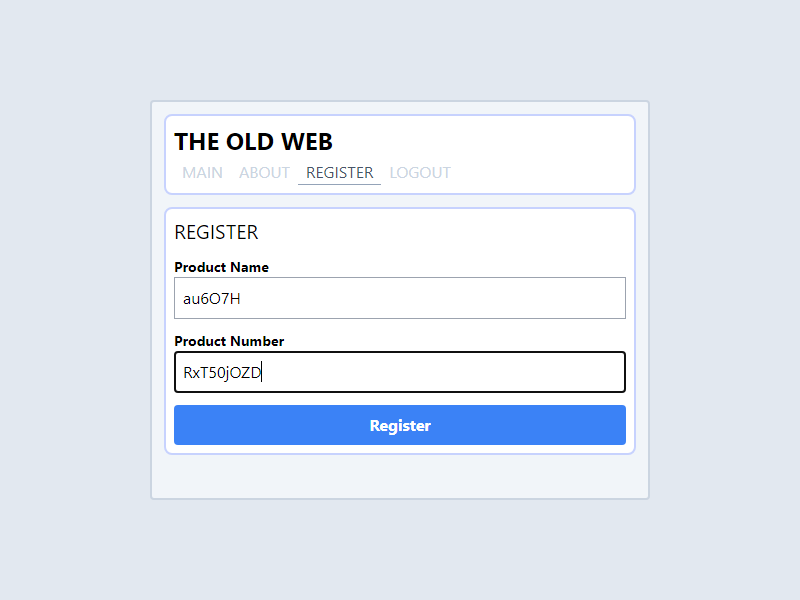 THE OLD WEB
MAIN ABOUT REGISTER LOGOUT
REGISTER
Product Name
au6O7H
Product Number
RxT50jOZD
Register